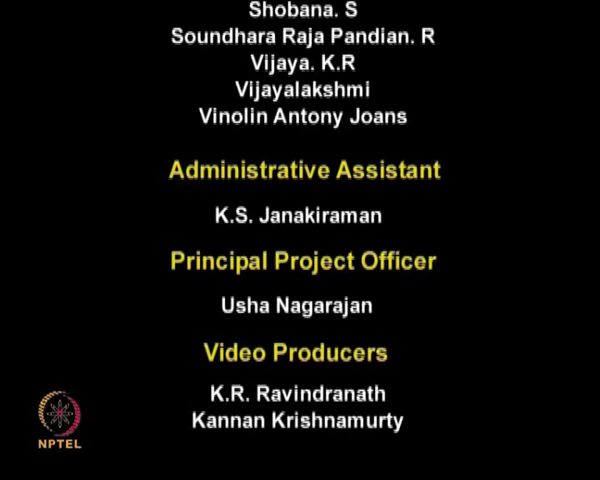 Shobana. S
Soundhara Raja Pandian. R
Vijaya. K.R
Vijayalakshmi
Vinolin Antony Joans
Administrative Assistant
K.S. Janakiraman
Principal Project Officer
Usha Nagarajan
Video Producers
K.R. Ravindranath
Kannan Krishnamurty
NPTEL